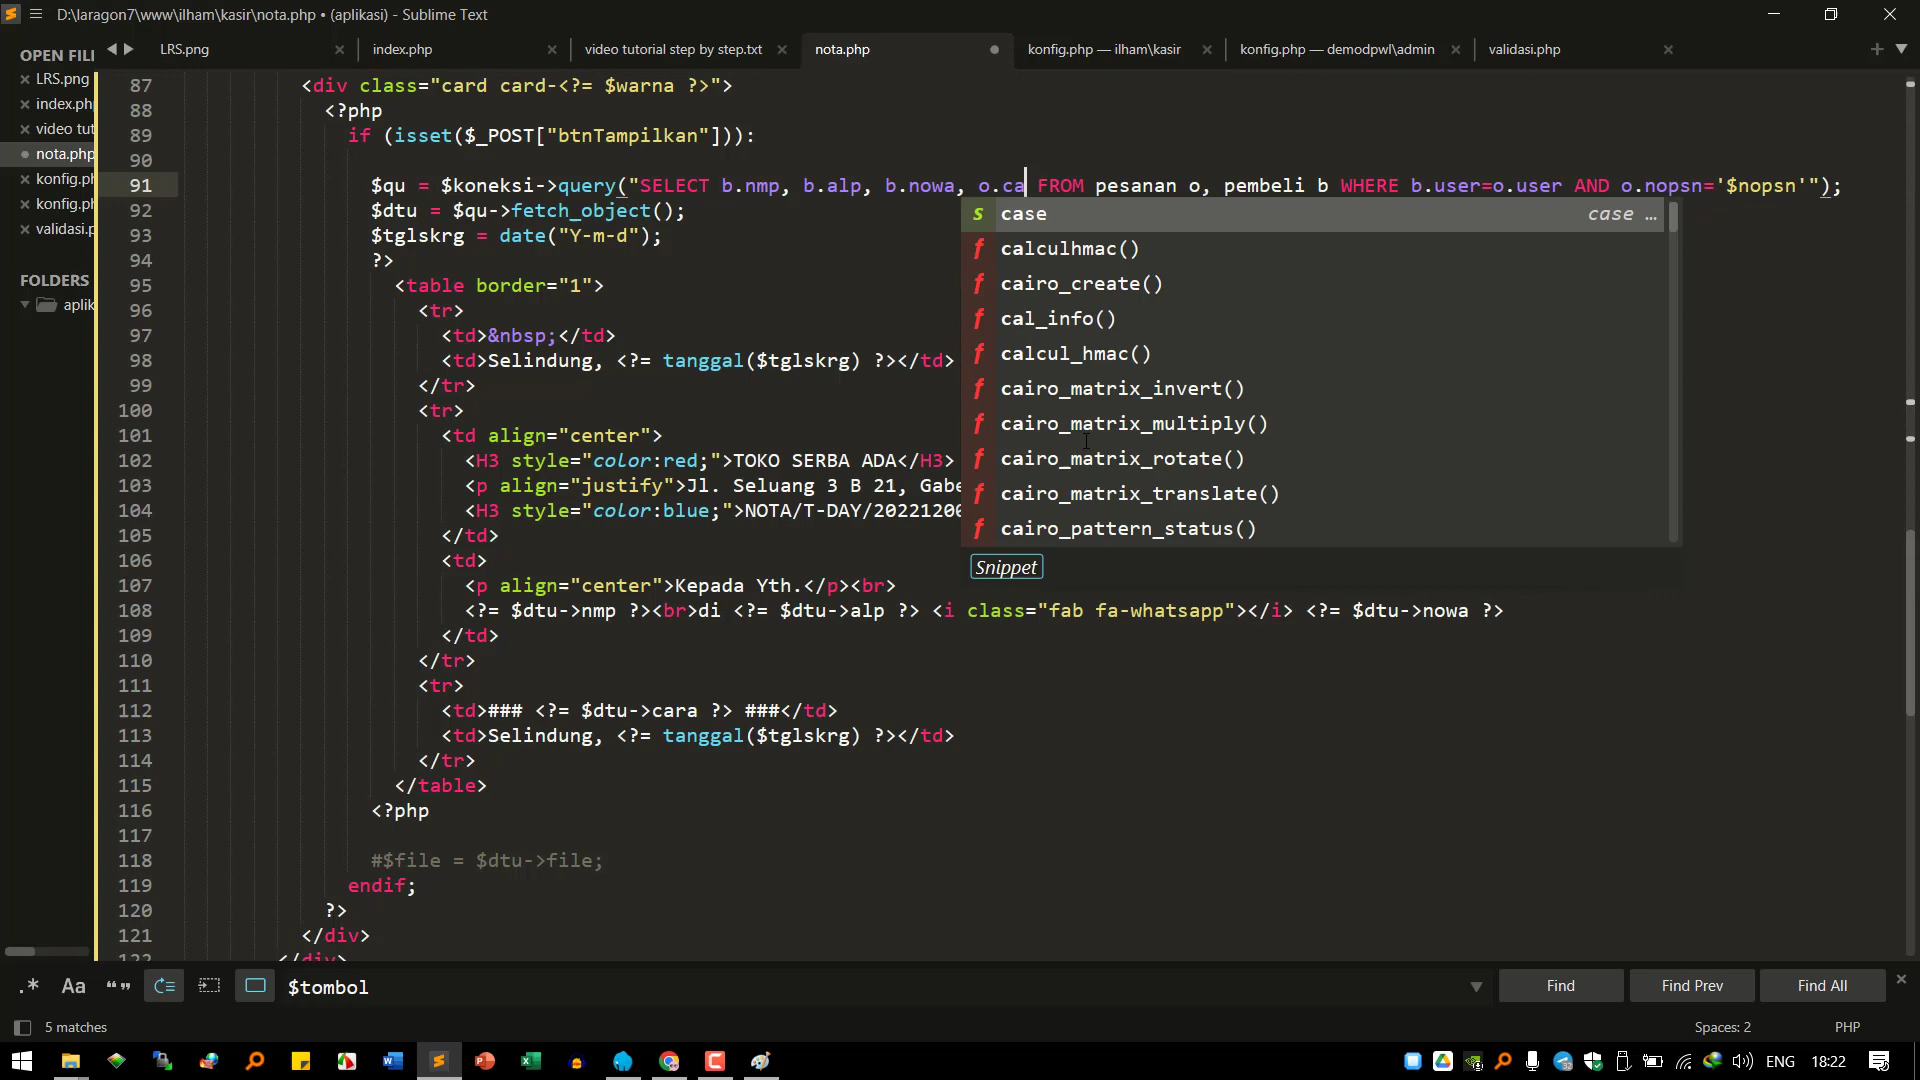 D:\laragon7\www\ilham\kasir\nota.php • (aplikasi) - Sublime Text
OPEN FIL
LRS.png
index.php
video tutorial step by step.txt
nota.php
konfig.php — ilham\kasir
konfig.php — demodpwl\admin
validasi.php
LRS.png
index.ph
video tut
nota.php
konfig.ph
konfig.ph
validasi.p
FOLDERS
aplik
87 <div class="card card-<?= $warna ?>">
88 <?php
89 if (isset($_POST["btnTampilkan"])):
90
91 $qu = $koneksi->query("SELECT b.nmp, b.alp, b.nowa, o.ca FROM pesanan o, pembeli b WHERE b.user=o.user AND o.nopsn='$nopsn'");
92 $dtu = $qu->fetch_object();
93 $tglskrg = date("Y-m-d");
94 ?>
95 <table border="1">
96 <tr>
97 <td>&nbsp;</td>
98 <td>Selindung, <?= tanggal($tglskrg) ?></td>
99 </tr>
100 <tr>
101 <td align="center">
102 <H3 style="color:red;">TOKO SERBA ADA</H3>
103 <p align="justify">Jl. Seluang 3 B 21, Gabe
104 <H3 style="color:blue;">NOTA/T-DAY/20221200
105 </td>
106 <td>
107 <p align="center">Kepada Yth.</p><br>
108 <?= $dtu->nmp ?><br>di <?= $dtu->alp ?> <i class="fab fa-whatsapp"></i> <?= $dtu->nowa ?>
109 </td>
110 </tr>
111 <tr>
112 <td>### <?= $dtu->cara ?> ###</td>
113 <td>Selindung, <?= tanggal($tglskrg) ?></td>
114 </tr>
115 </table>
116 <?php
117
118 #$file = $dtu->file;
119 endif;
120 ?>
121 </div>
122 </div>
s case case …
f calculhmac()
f cairo_create()
f cal_info()
f calcul_hmac()
f cairo_matrix_invert()
f cairo_matrix_multiply()
f cairo_matrix_rotate()
f cairo_matrix_translate()
f cairo_pattern_status()
Snippet
.* Aa “” $tombol Find Find Prev Find All
5 matches Spaces: 2 PHP
ENG 18:22